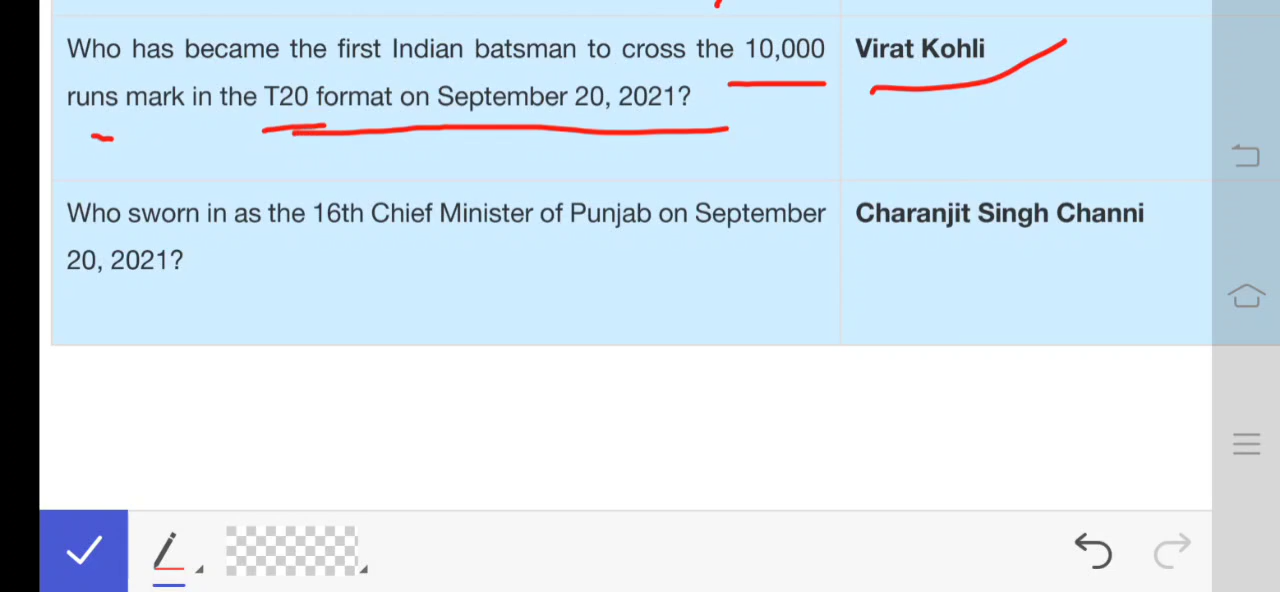 Who has became the first Indian batsman to cross the 10,000
runs mark in the T20 format on September 20, 2021?
Virat Kohli
Who sworn in as the 16th Chief Minister of Punjab on September
20, 2021?
Charanjit Singh Channi